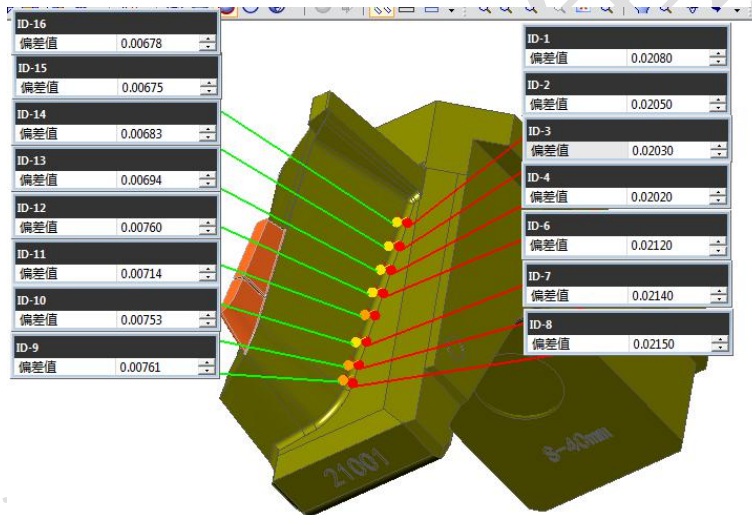 ID-16
偏差值 0.00678
ID-15
偏差值 0.00675
ID-14
偏差值 0.00683
ID-13
偏差值 0.00694
ID-12
偏差值 0.00760
ID-11
偏差值 0.00714
ID-10
偏差值 0.00753
ID-9
偏差值 0.00761
ID-1
偏差值 0.02080
ID-2
偏差值 0.02050
ID-3
偏差值 0.02030
ID-4
偏差值 0.02020
ID-6
偏差值 0.02120
ID-7
偏差值 0.02140
ID-8
偏差值 0.02150
21001
S-40mm